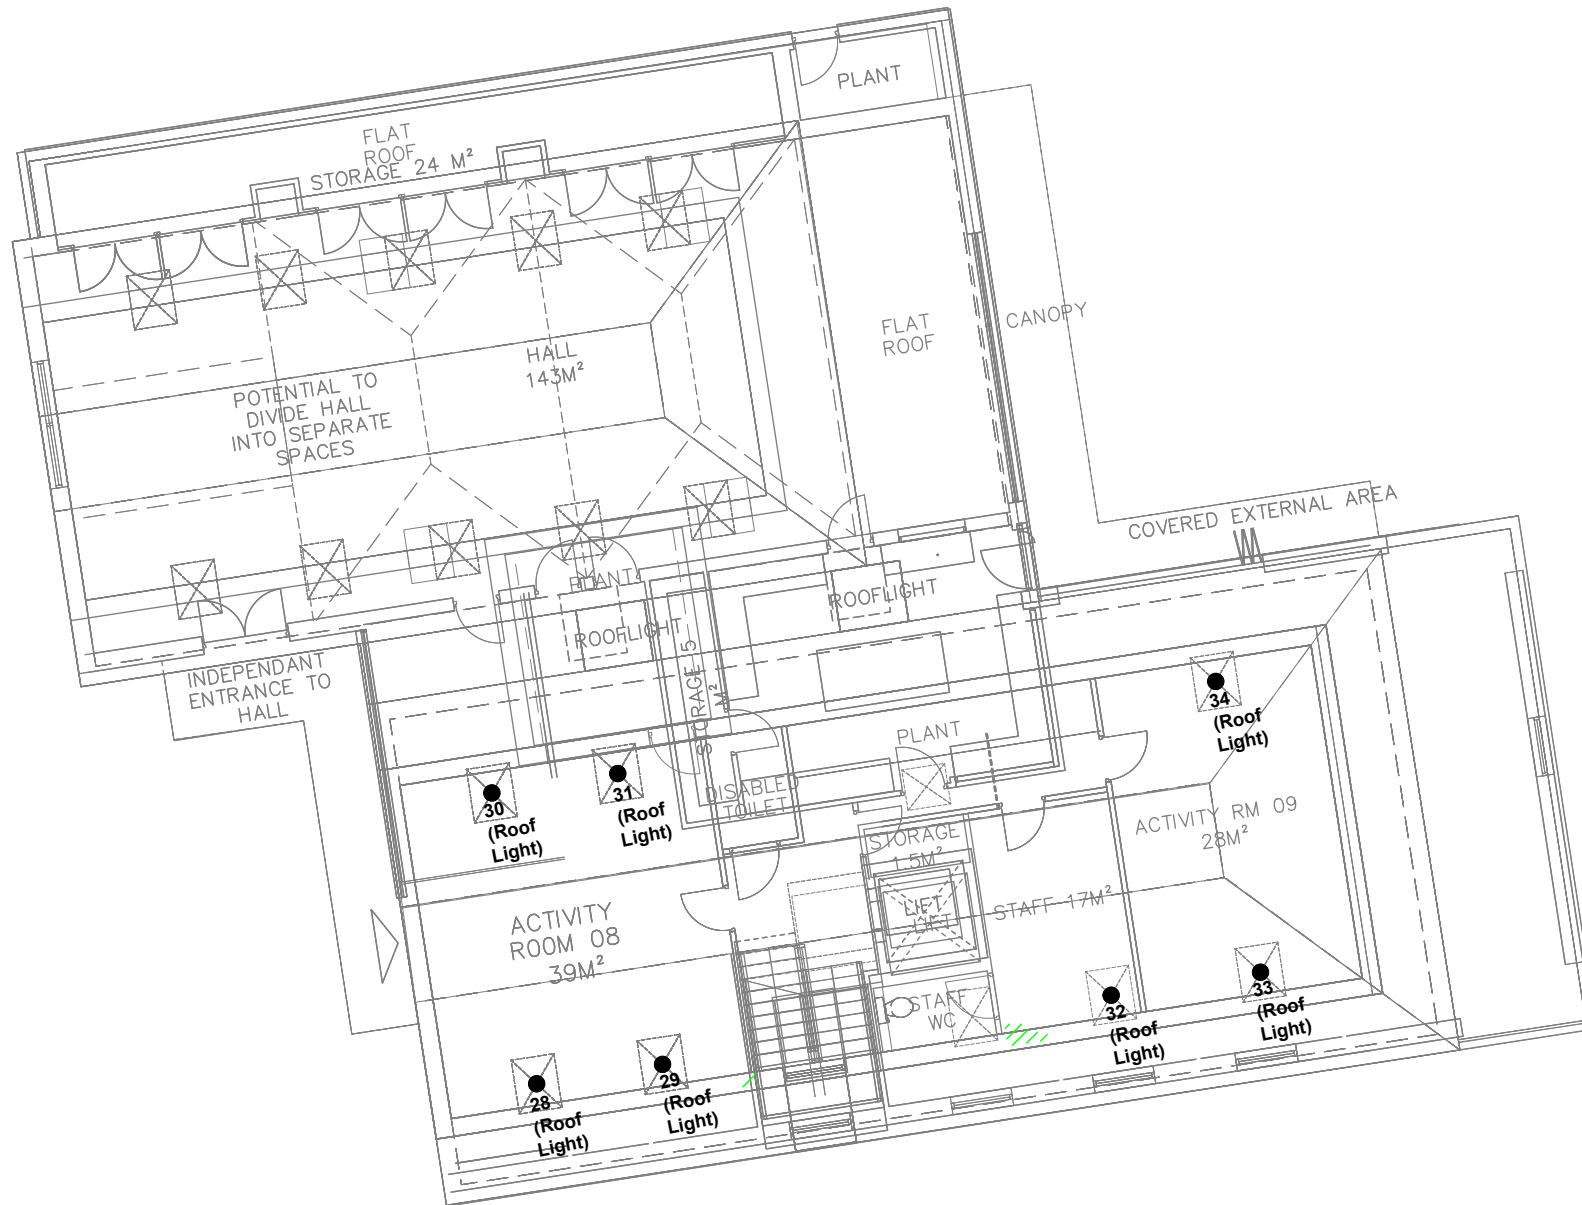 PLANT
FLAT
ROOF
STORAGE 24 M²
CANOPY
FLAT
ROOF
HALL
143M²
POTENTIAL TO
DIVIDE HALL
INTO SEPARATE
SPACES
COVERED EXTERNAL AREA
PLANT
ROOFLIGHT
ROOFLIGHT
INDEPENDANT
ENTRANCE TO
HALL
STORAGE 5
M²
34
(Roof
Light)
PLANT
30
(Roof
Light)
31
(Roof
Light)
DISABLED
TOILET
ACTIVITY RM 09
28M²
STORAGE
1.5M²
LIFT
LIFT
STAFF 17M²
ACTIVITY
ROOM 08
39M²
STAFF
WC
32
(Roof
Light)
33
(Roof
Light)
28
(Roof
Light)
29
(Roof
Light)